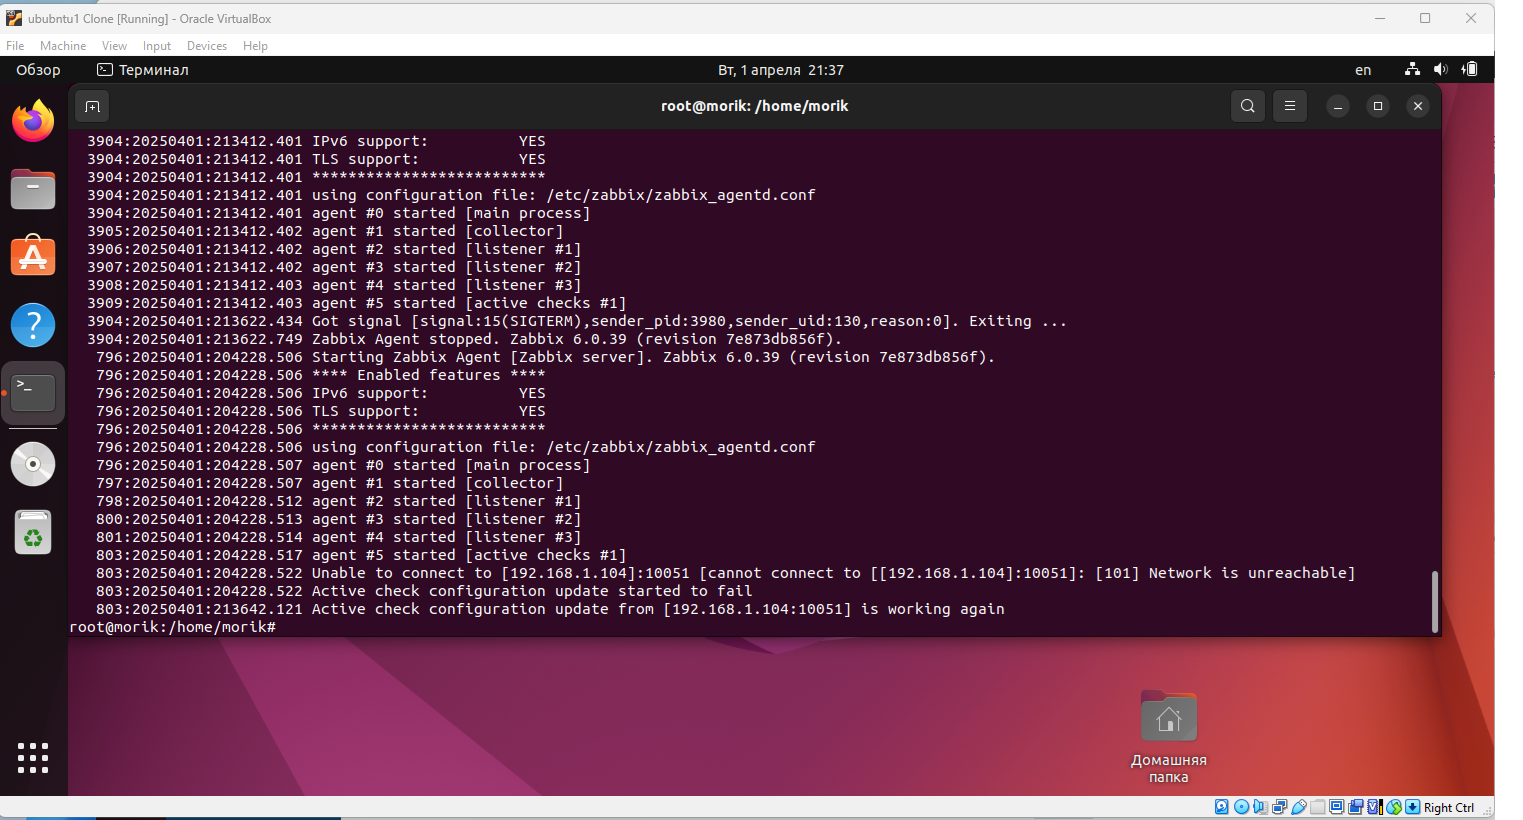 ububntu1 Clone [Running] - Oracle VirtualBox
File Machine View Input Devices Help
Обзор Терминал Вт, 1 апреля 21:37 en
root@morik: /home/morik
3904:20250401:213412.401 IPv6 support: YES
3904:20250401:213412.401 TLS support: YES
3904:20250401:213412.401 **************************
3904:20250401:213412.401 using configuration file: /etc/zabbix/zabbix_agentd.conf
3904:20250401:213412.401 agent #0 started [main process]
3905:20250401:213412.402 agent #1 started [collector]
3906:20250401:213412.402 agent #2 started [listener #1]
3907:20250401:213412.402 agent #3 started [listener #2]
3908:20250401:213412.403 agent #4 started [listener #3]
3909:20250401:213412.403 agent #5 started [active checks #1]
3904:20250401:213622.434 Got signal [signal:15(SIGTERM),sender_pid:3980,sender_uid:130,reason:0]. Exiting ...
3904:20250401:213622.749 Zabbix Agent stopped. Zabbix 6.0.39 (revision 7e873db856f).
796:20250401:204228.506 Starting Zabbix Agent [Zabbix server]. Zabbix 6.0.39 (revision 7e873db856f).
796:20250401:204228.506 **** Enabled features ****
796:20250401:204228.506 IPv6 support: YES
796:20250401:204228.506 TLS support: YES
796:20250401:204228.506 **************************
796:20250401:204228.506 using configuration file: /etc/zabbix/zabbix_agentd.conf
796:20250401:204228.507 agent #0 started [main process]
797:20250401:204228.507 agent #1 started [collector]
798:20250401:204228.512 agent #2 started [listener #1]
800:20250401:204228.513 agent #3 started [listener #2]
801:20250401:204228.514 agent #4 started [listener #3]
803:20250401:204228.517 agent #5 started [active checks #1]
803:20250401:204228.522 Unable to connect to [192.168.1.104]:10051 [cannot connect to [[192.168.1.104]:10051]: [101] Network is unreachable]
803:20250401:204228.522 Active check configuration update started to fail
803:20250401:213642.121 Active check configuration update from [192.168.1.104:10051] is working again
root@morik:/home/morik#
Домашняя
папка
Right Ctrl